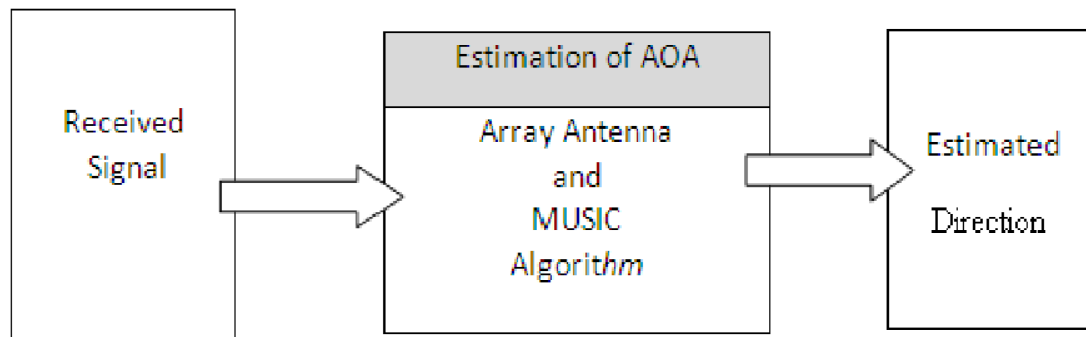 Received
Signal
Estimation of AOA
Array Antenna
and
MUSIC
Algorithm
Estimated
Direction